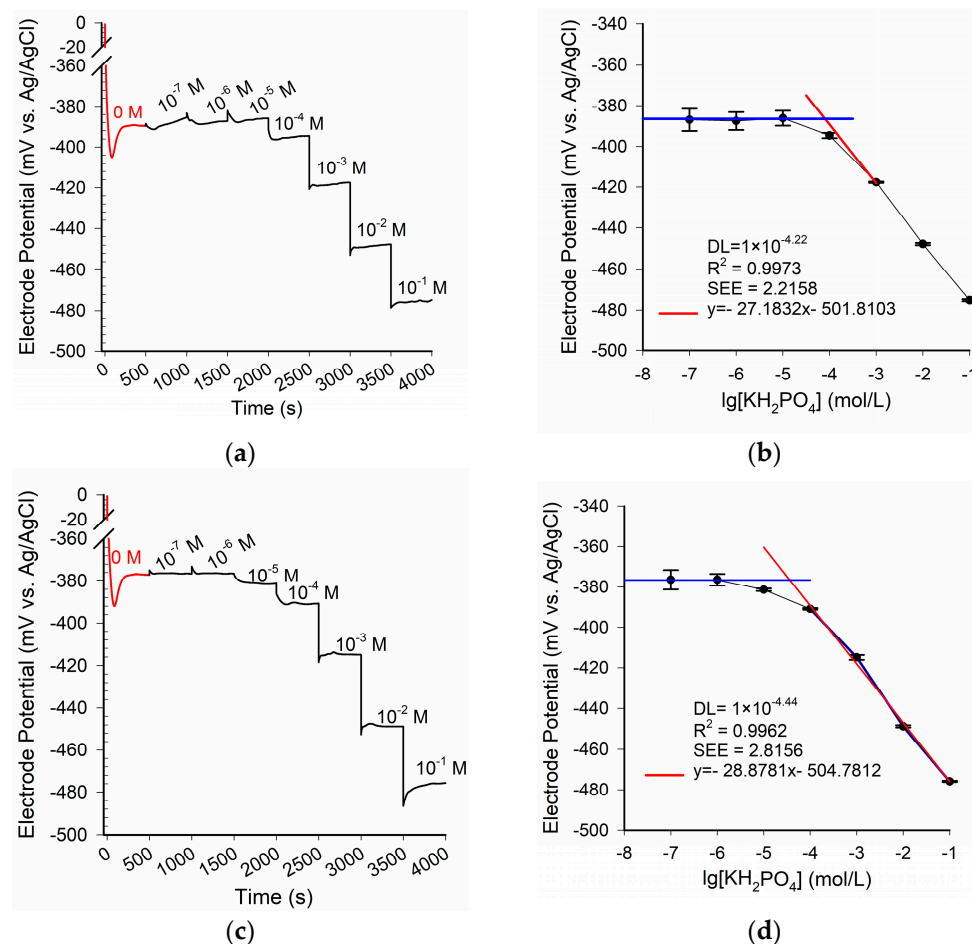 0
-20
-360
-380
-400
-420
-440
-460
-480
-500
Electrode Potential (mV vs. Ag/AgCl)
0 M
10⁻⁷ M
10⁻⁶ M
10⁻⁵ M
10⁻⁴ M
10⁻³ M
10⁻² M
10⁻¹ M
0 500 1000 1500 2000 2500 3000 3500 4000
Time (s)
(a)
-340
-360
-380
-400
-420
-440
-460
-480
-500
Electrode Potential (mV vs. Ag/AgCl)
DL=1×10⁻⁴·²²
R² = 0.9973
SEE = 2.2158
y=- 27.1832x- 501.8103
-8 -7 -6 -5 -4 -3 -2 -1
lg[KH₂PO₄] (mol/L)
(b)
0
-20
-360
-380
-400
-420
-440
-460
-480
-500
Electrode Potential (mV vs. Ag/AgCl)
0 M
10⁻⁷ M
10⁻⁶ M
10⁻⁵ M
10⁻⁴ M
10⁻³ M
10⁻² M
10⁻¹ M
0 500 1000 1500 2000 2500 3000 3500 4000
Time (s)
(c)
-340
-360
-380
-400
-420
-440
-460
-480
-500
Electrode Potential (mV vs. Ag/AgCl)
DL= 1×10⁻⁴·⁴⁴
R² = 0.9962
SEE = 2.8156
y=- 28.8781x- 504.7812
-8 -7 -6 -5 -4 -3 -2 -1
lg[KH₂PO₄] (mol/L)
(d)